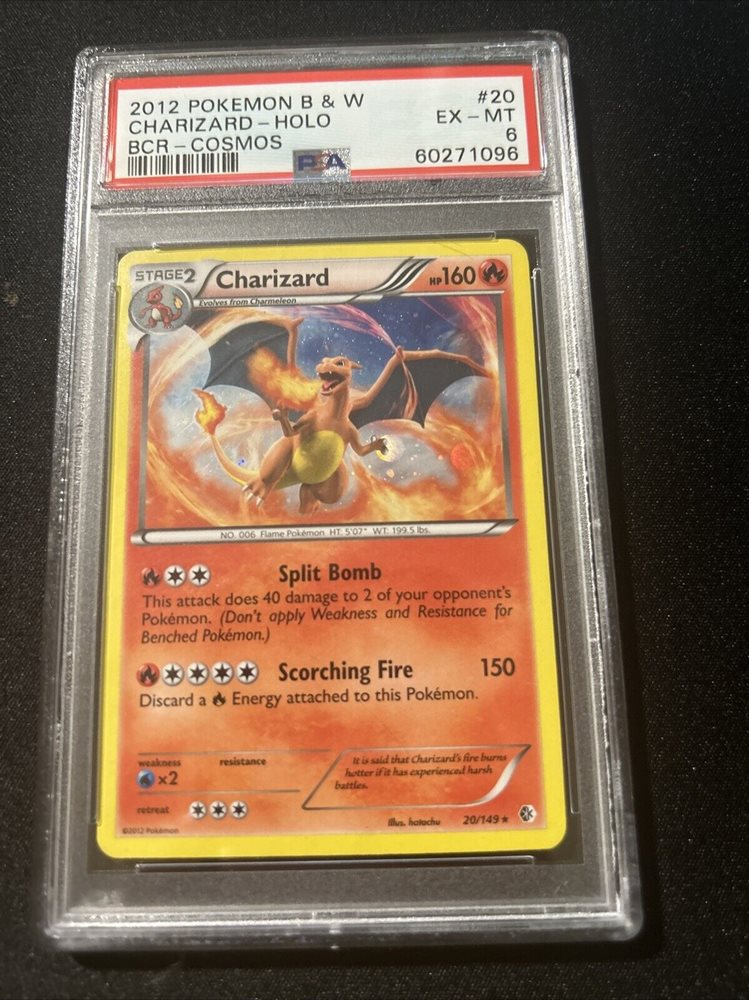 2012 POKEMON B & W #20
CHARIZARD - HOLO EX - MT
BCR - COSMOS 6
PSA 60271096
STAGE2 Charizard HP160
Evolves from Charmeleon
NO. 006 Flame Pokémon HT: 5'07" WT: 199.5 lbs.
Split Bomb
This attack does 40 damage to 2 of your opponent's
Pokémon. (Don't apply Weakness and Resistance for
Benched Pokémon.)
Scorching Fire 150
Discard a Energy attached to this Pokémon.
weakness resistance
×2
It is said that Charizard's fire burns
hotter if it has experienced harsh
battles.
retreat
Illus. hatachu 20/149 ★
©2012 Pokémon